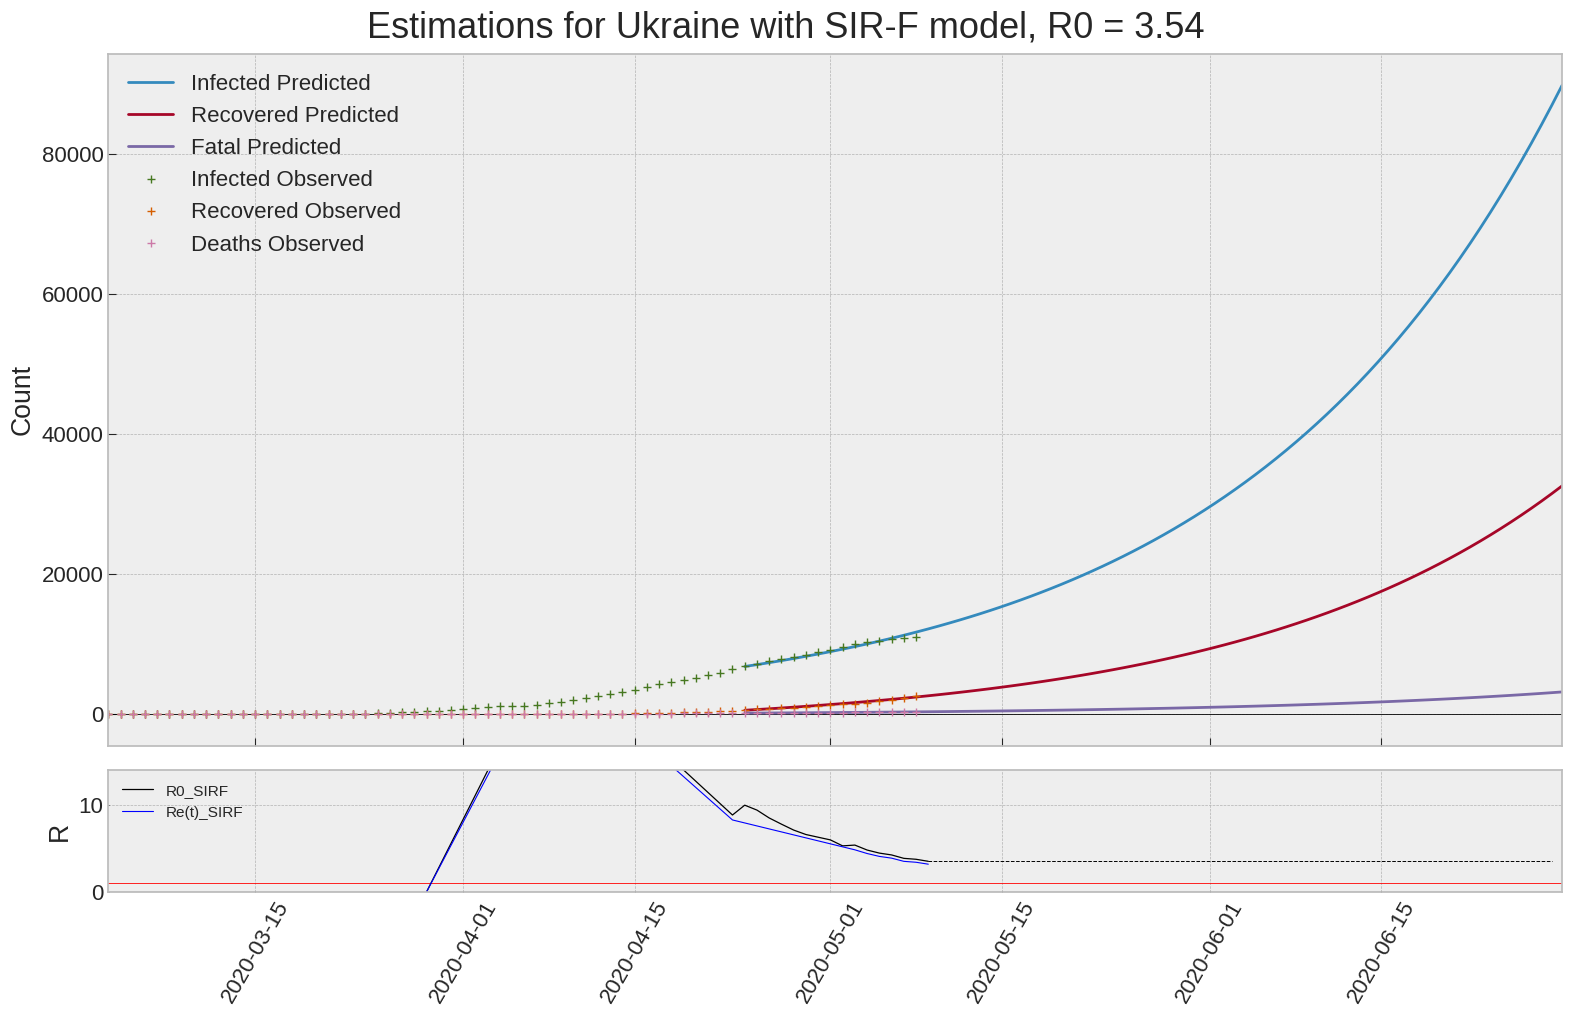 Estimations for Ukraine with SIR-F model, R0 = 3.54
Infected Predicted
Recovered Predicted
Fatal Predicted
Infected Observed
Recovered Observed
Deaths Observed
80000
60000
40000
20000
0
Count
R0_SIRF
Re(t)_SIRF
10
0
R
2020-03-15
2020-04-01
2020-04-15
2020-05-01
2020-05-15
2020-06-01
2020-06-15